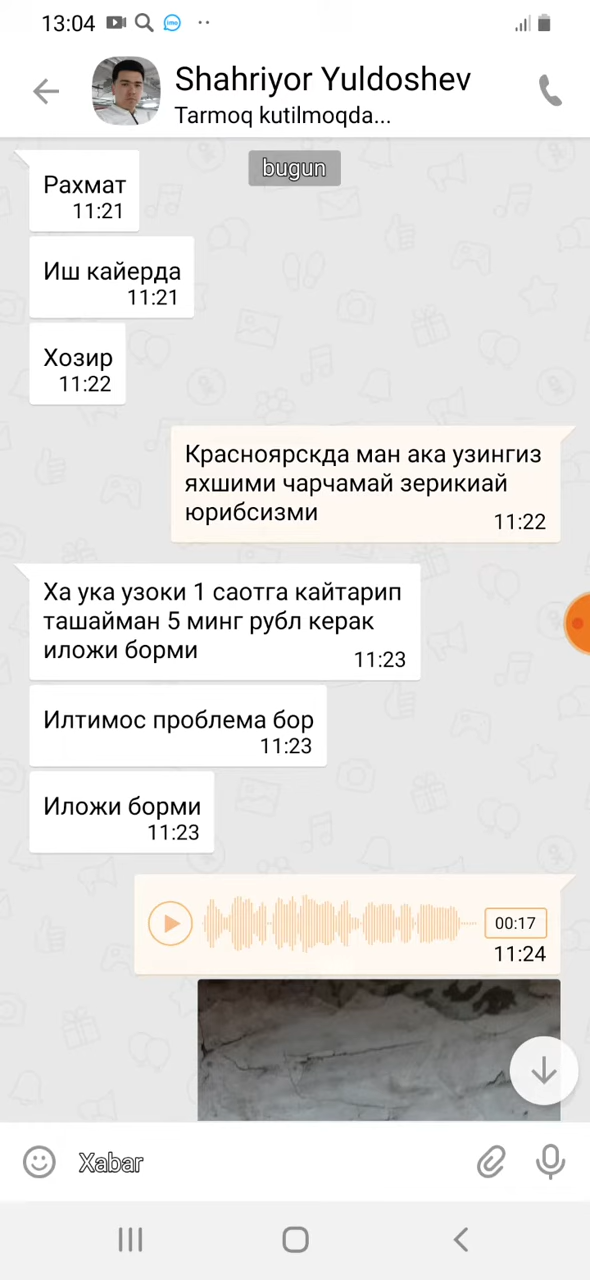 13:04
Shahriyor Yuldoshev
Tarmoq kutilmoqda...
bugun
Рахмат
11:21
Иш кайерда
11:21
Хозир
11:22
Красноярскда ман ака узингиз
яхшими чарчамай зерикиай
юрибсизми
11:22
Ха ука узоки 1 саотга кайтарип
ташайман 5 минг рубл керак
иложи борми
11:23
Илтимос проблема бор
11:23
Иложи борми
11:23
00:17
11:24
Xabar